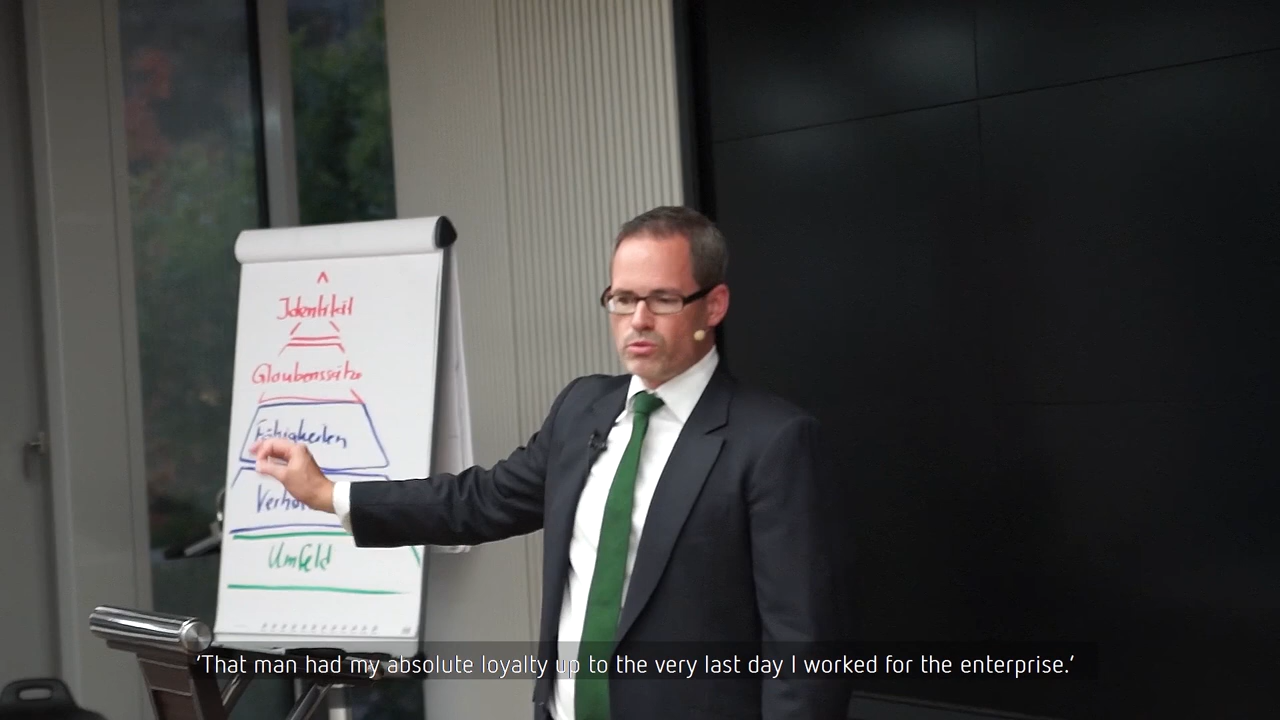 Identität
Glaubenssätze
Fähigkeiten
Umfeld
‘That man had my absolute loyalty up to the very last day I worked for the enterprise.‘